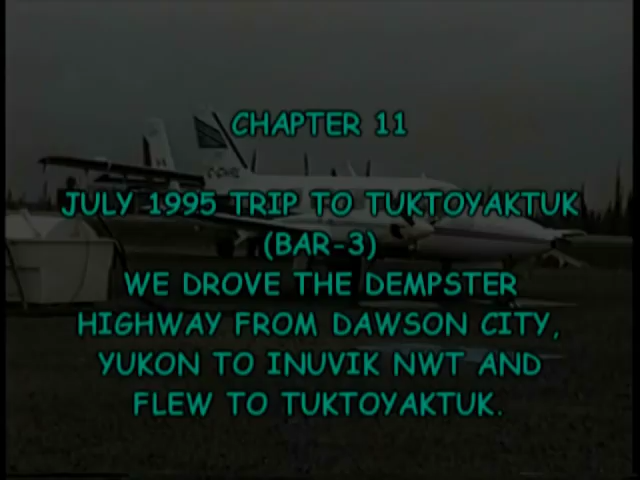 CHAPTER 11
JULY 1995 TRIP TO TUKTOYAKTUK
(BAR-3)
WE DROVE THE DEMPSTER
HIGHWAY FROM DAWSON CITY,
YUKON TO INUVIK NWT AND
FLEW TO TUKTOYAKTUK.